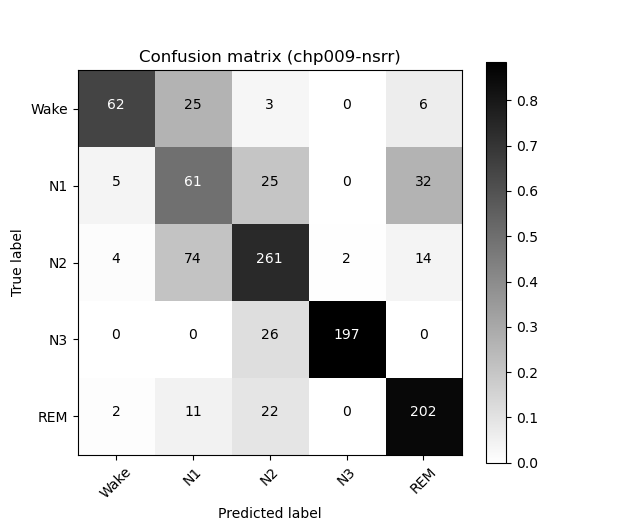 Confusion matrix (chp009-nsrr)
True label
Wake 62 25 3 0 6
N1 5 61 25 0 32
N2 4 74 261 2 14
N3 0 0 26 197 0
REM 2 11 22 0 202
Wake N1 N2 N3 REM
Predicted label
0.8
0.7
0.6
0.5
0.4
0.3
0.2
0.1
0.0